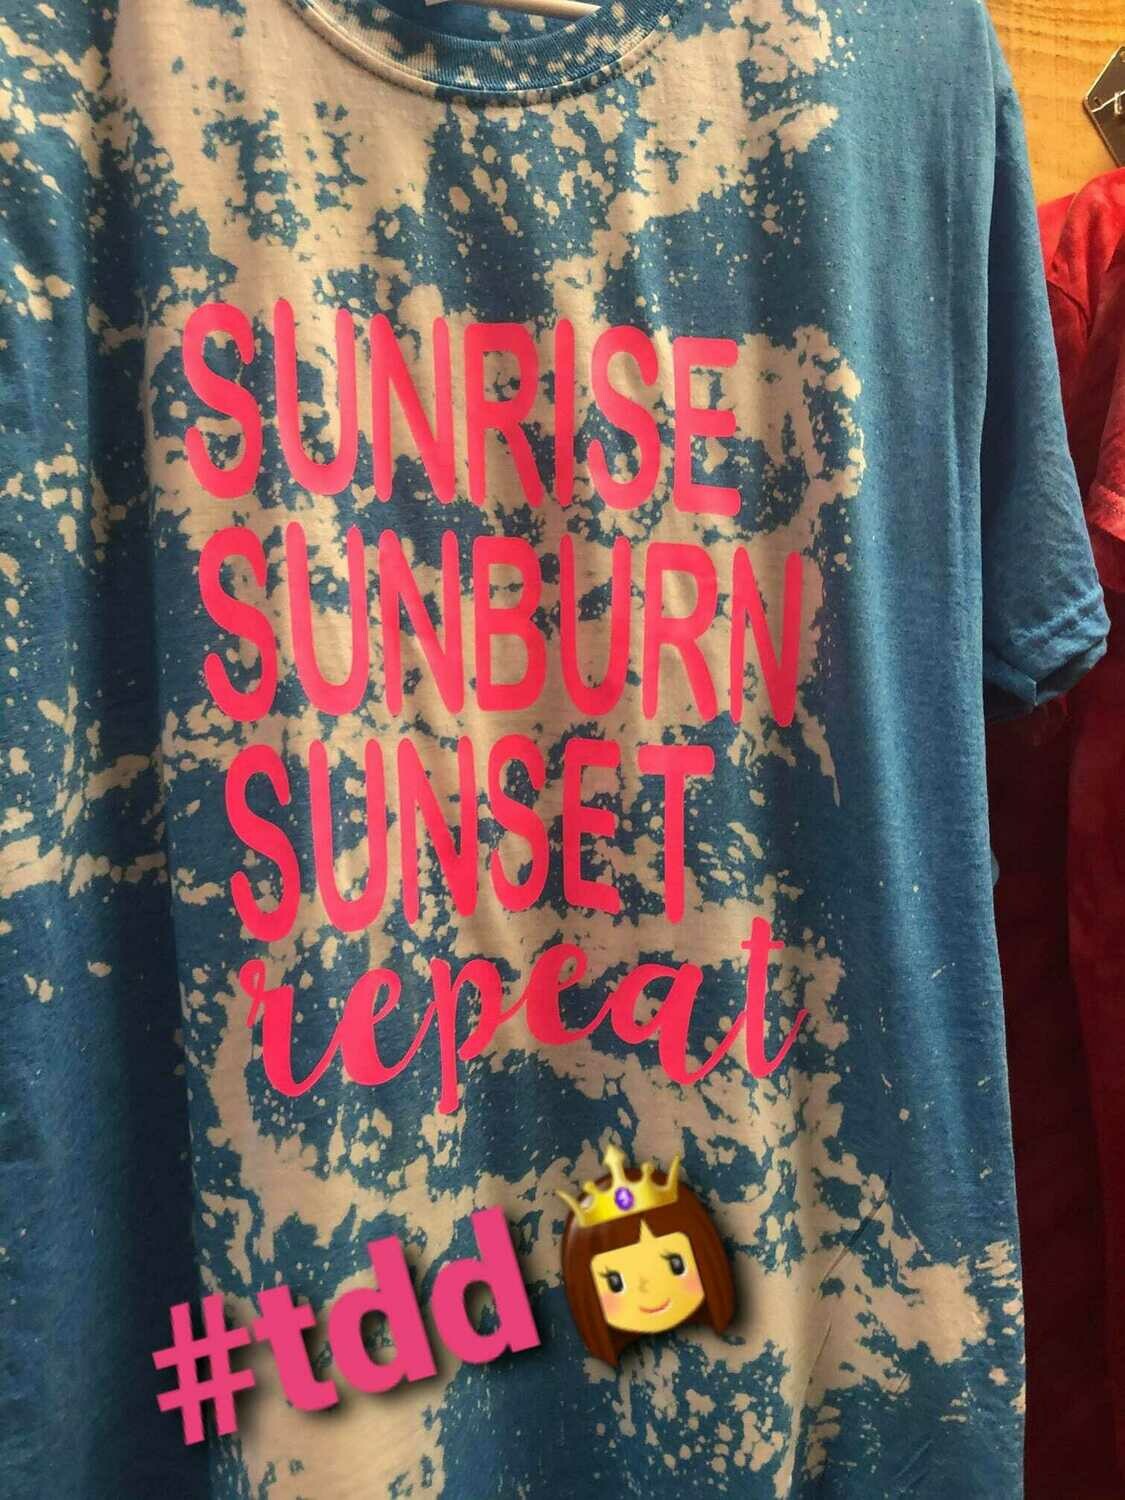 SUNRISE
SUNBURN
SUNSET
repeat
#tdd